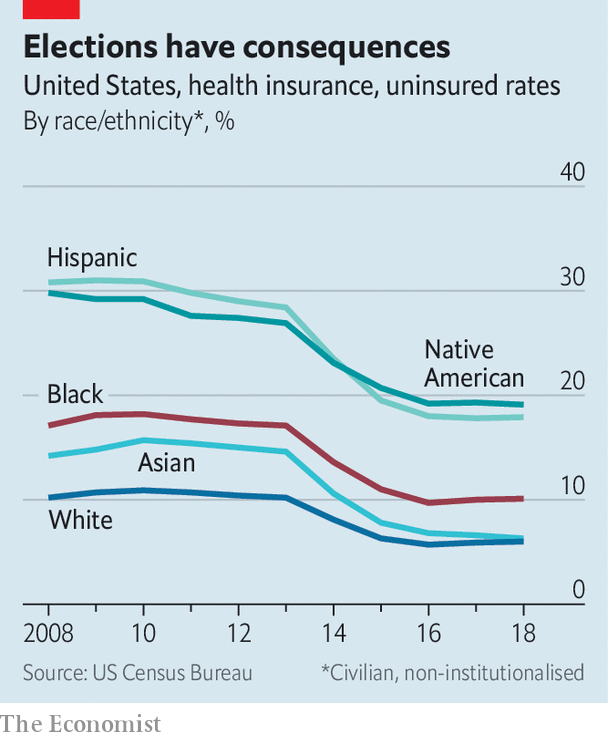 Elections have consequences
United States, health insurance, uninsured rates
By race/ethnicity*, %
40
Hispanic
30
Native
American
20
Black
Asian
10
White
0
2008 10 12 14 16 18
Source: US Census Bureau *Civilian, non-institutionalised
The Economist